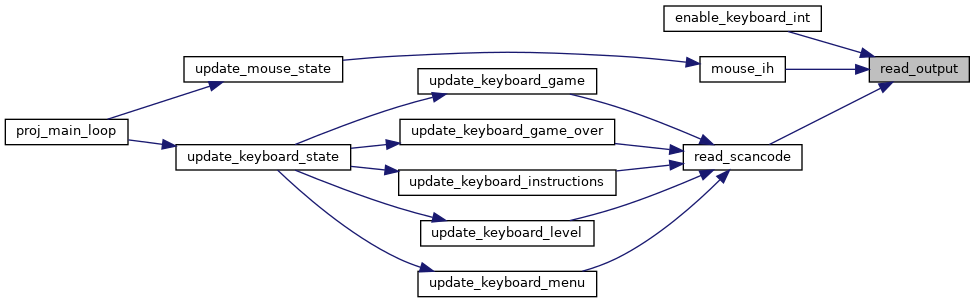 enable_keyboard_int
update_mouse_state
mouse_ih
read_output
update_keyboard_game
proj_main_loop
update_keyboard_game_over
update_keyboard_state
read_scancode
update_keyboard_instructions
update_keyboard_level
update_keyboard_menu